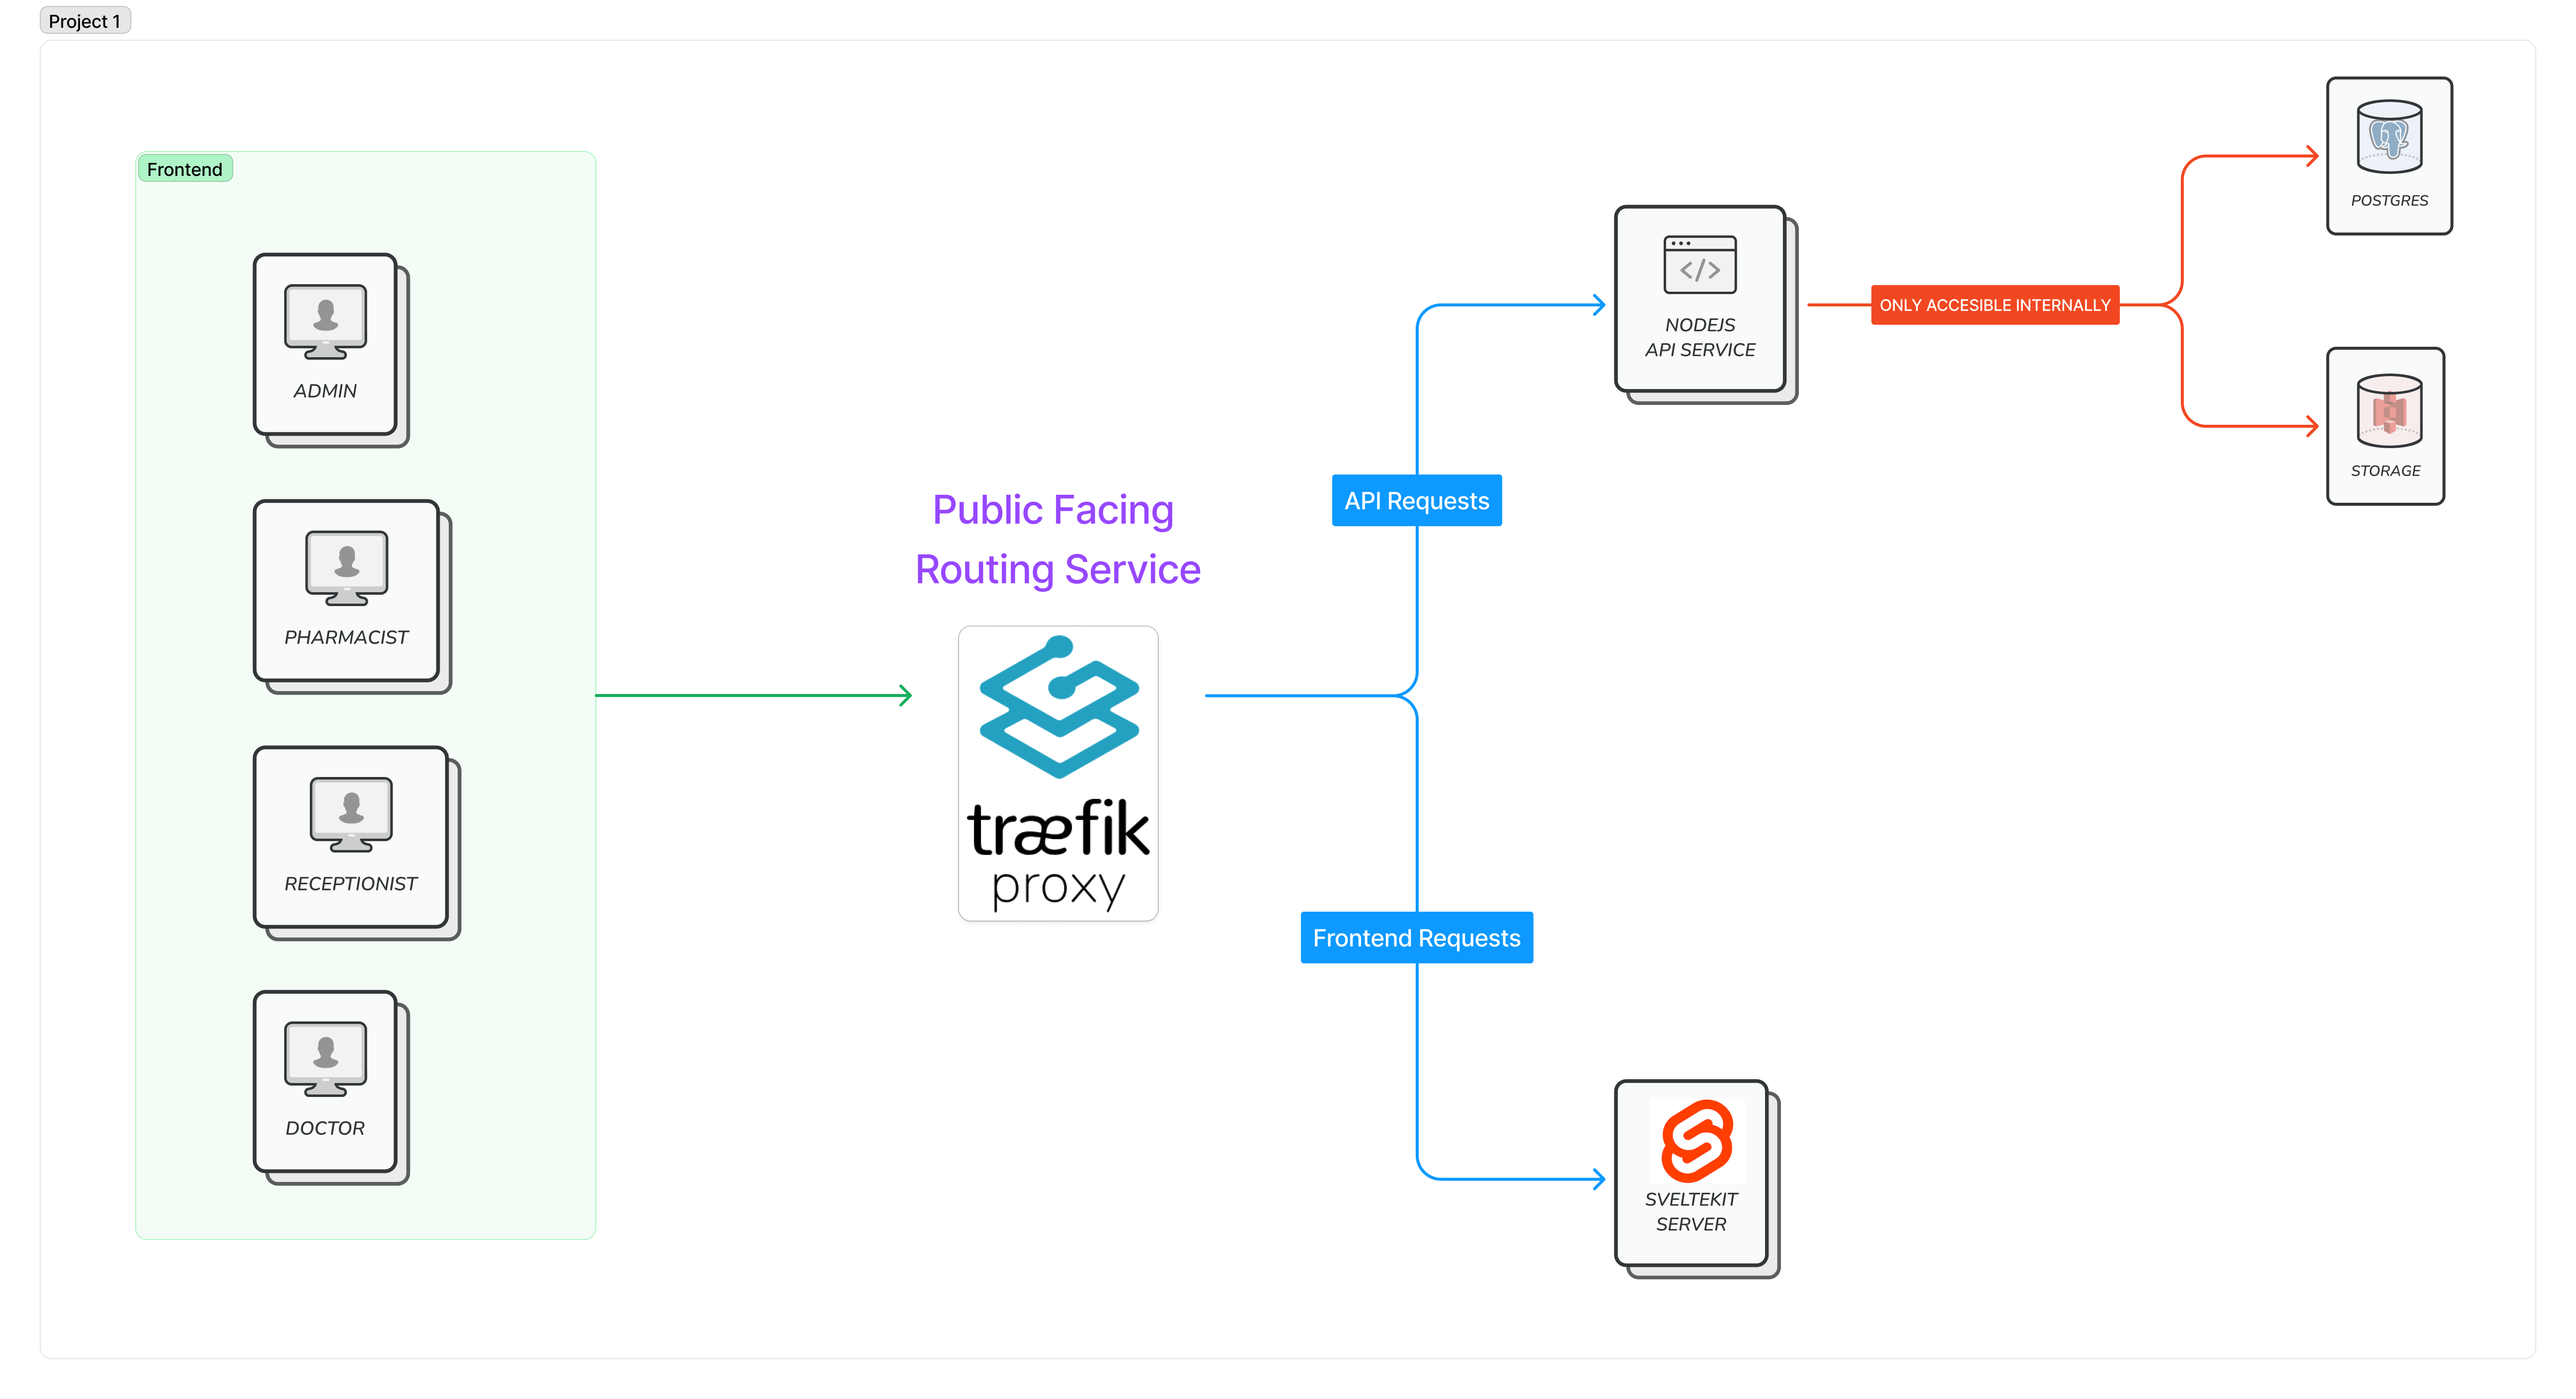 Project 1
Frontend
ADMIN
PHARMACIST
RECEPTIONIST
DOCTOR
Public Facing
Routing Service
træfik
proxy
API Requests
Frontend Requests
NODEJS
API SERVICE
ONLY ACCESIBLE INTERNALLY
POSTGRES
STORAGE
SVELTEKIT
SERVER